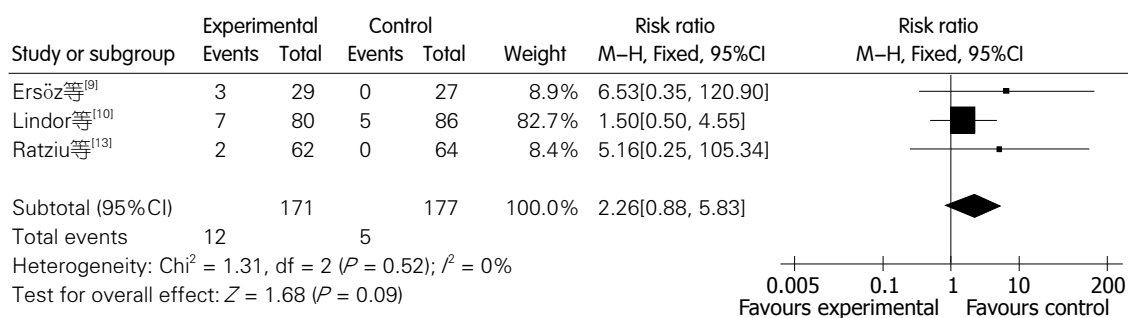 Experimental Control Risk ratio Risk ratio
Study or subgroup Events Total Events Total Weight M–H, Fixed, 95%CI M–H, Fixed, 95%CI
Ersöz等[9] 3 29 0 27 8.9% 6.53[0.35, 120.90]
Lindor等[10] 7 80 5 86 82.7% 1.50[0.50, 4.55]
Ratziu等[13] 2 62 0 64 8.4% 5.16[0.25, 105.34]
Subtotal (95%CI) 171 177 100.0% 2.26[0.88, 5.83]
Total events 12 5
Heterogeneity: Chi² = 1.31, df = 2 (P = 0.52); I² = 0%
Test for overall effect: Z = 1.68 (P = 0.09)
0.005 0.1 1 10 200
Favours experimental Favours control